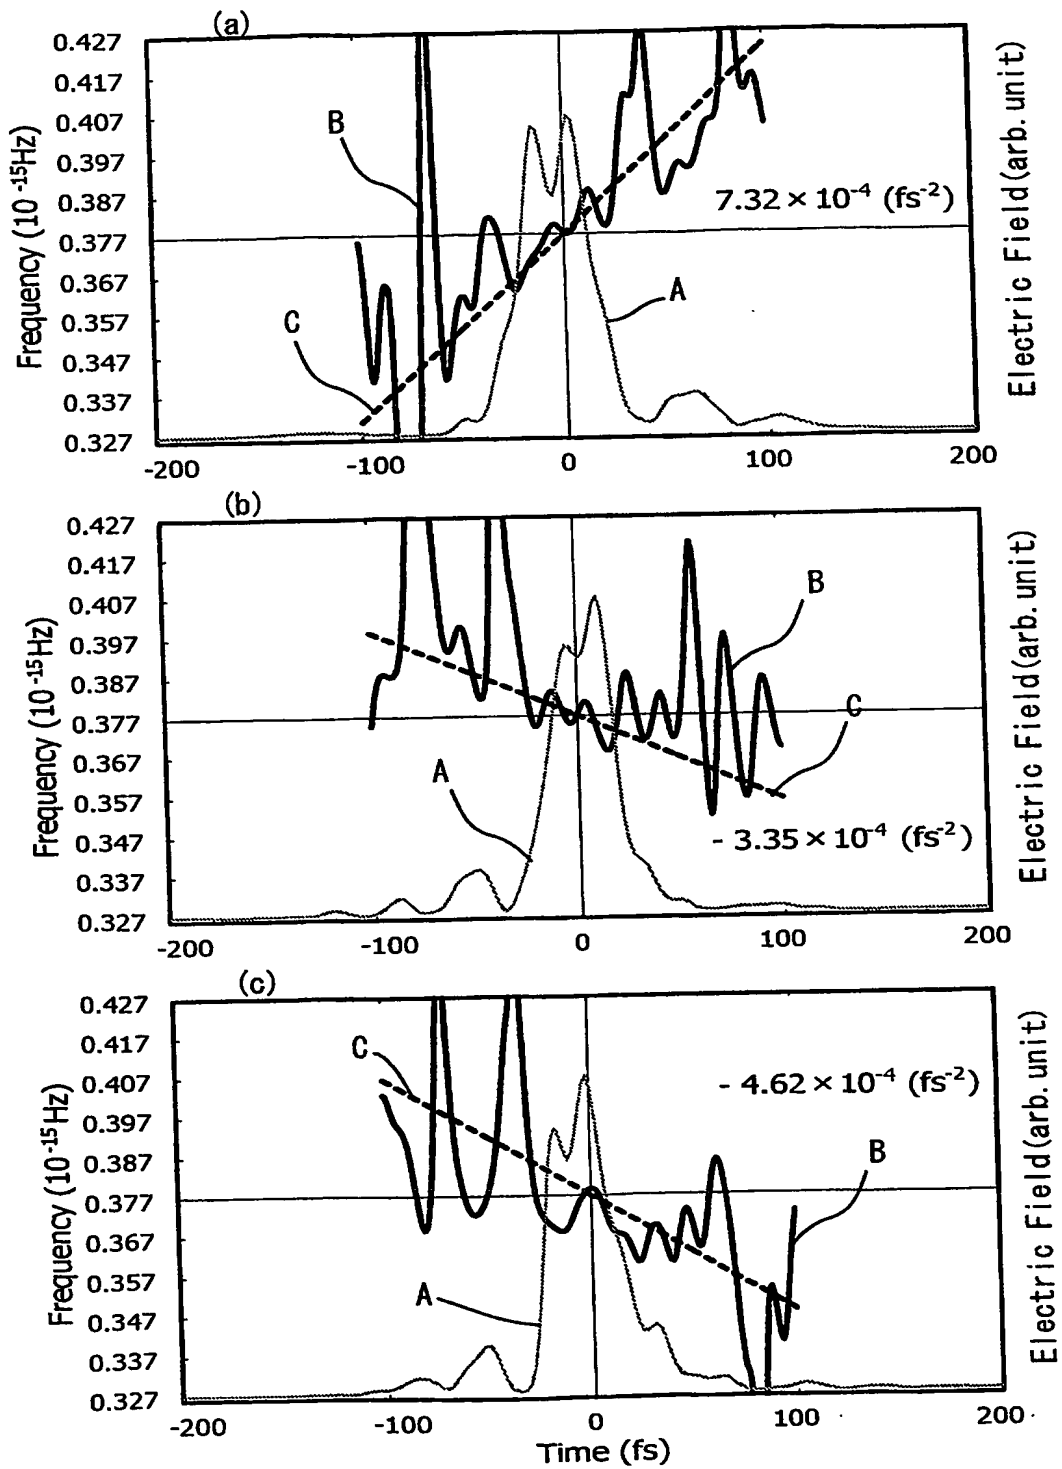 (a)
0.427
0.417
0.407
0.397
0.387
0.377
0.367
0.357
0.347
0.337
0.327
Frequency (10⁻¹⁵Hz)
Electric Field(arb. unit)
B
C
A
7.32 × 10⁻⁴ (fs⁻²)
-200 -100 0 100 200
(b)
0.427
0.417
0.407
0.397
0.387
0.377
0.367
0.357
0.347
0.337
0.327
Frequency (10⁻¹⁵Hz)
Electric Field(arb. unit)
B
C
A
- 3.35 × 10⁻⁴ (fs⁻²)
-200 -100 0 100 200
(c)
0.427
0.417
0.407
0.397
0.387
0.377
0.367
0.357
0.347
0.337
0.327
Frequency (10⁻¹⁵Hz)
Electric Field(arb. unit)
C
- 4.62 × 10⁻⁴ (fs⁻²)
B
A
-200 -100 0 100 200
Time (fs)